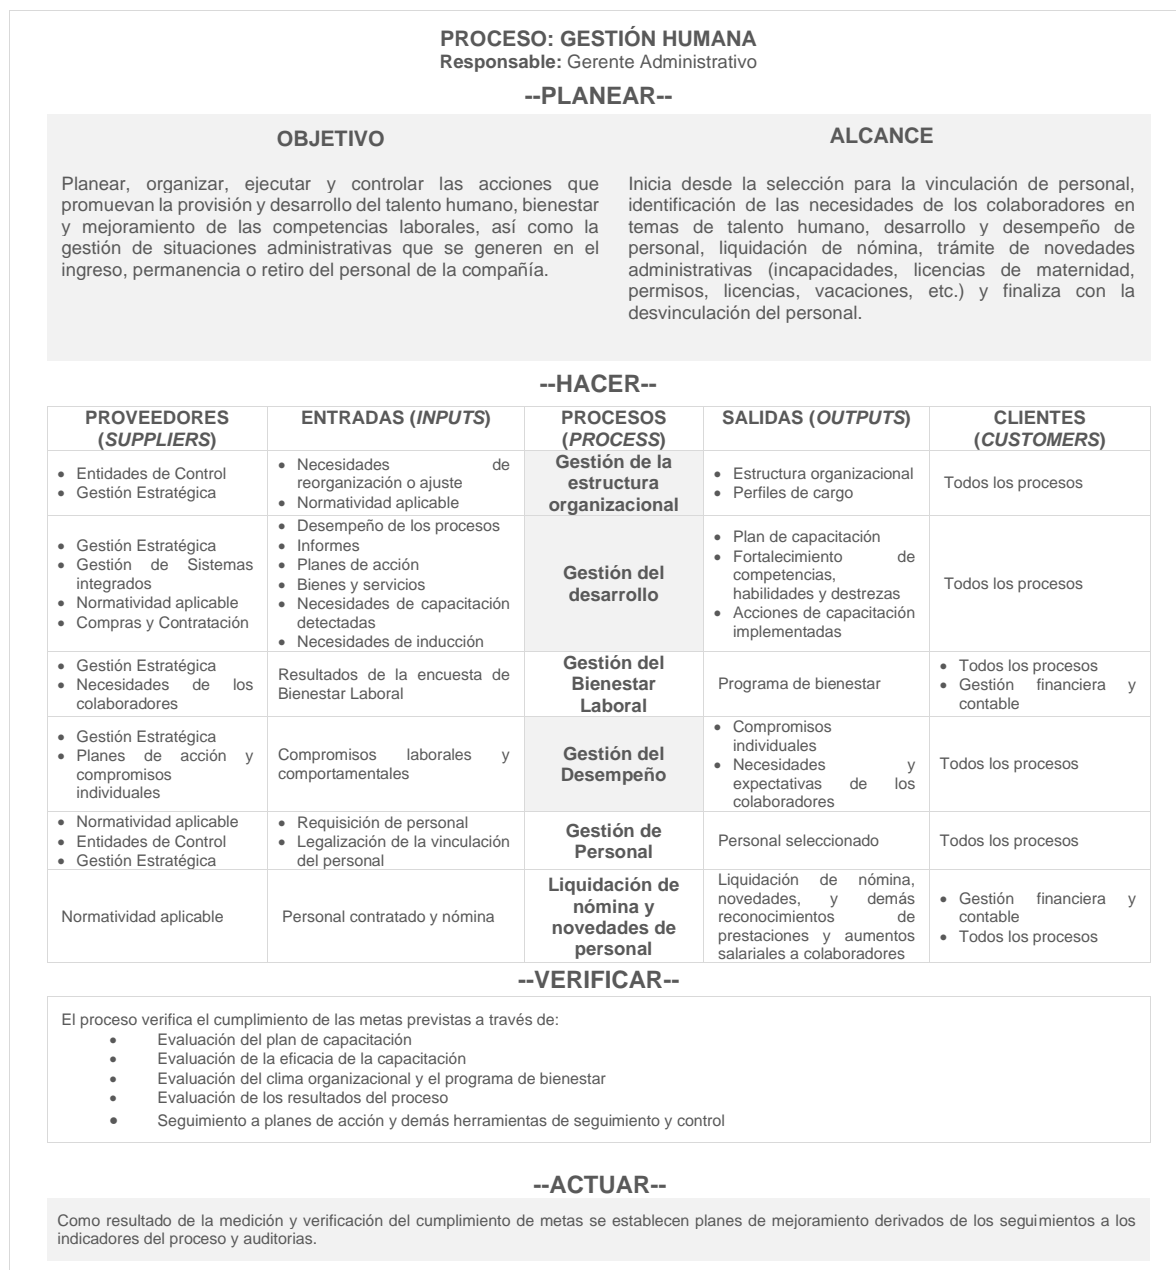 PROCESO: GESTIÓN HUMANA
Responsable: Gerente Administrativo
--PLANEAR--
OBJETIVO
Planear, organizar, ejecutar y controlar las acciones que
promuevan la provisión y desarrollo del talento humano, bienestar
y mejoramiento de las competencias laborales, así como la
gestión de situaciones administrativas que se generen en el
ingreso, permanencia o retiro del personal de la compañía.
ALCANCE
Inicia desde la selección para la vinculación de personal,
identificación de las necesidades de los colaboradores en
temas de talento humano, desarrollo y desempeño de
personal, liquidación de nómina, trámite de novedades
administrativas (incapacidades, licencias de maternidad,
permisos, licencias, vacaciones, etc.) y finaliza con la
desvinculación del personal.
--HACER--
PROVEEDORES
(SUPPLIERS)
ENTRADAS (INPUTS)
PROCESOS
(PROCESS)
SALIDAS (OUTPUTS)
CLIENTES
(CUSTOMERS)
• Entidades de Control
• Gestión Estratégica
• Necesidades de
reorganización o ajuste
• Normatividad aplicable
Gestión de la
estructura
organizacional
• Estructura organizacional
• Perfiles de cargo
Todos los procesos
• Gestión Estratégica
• Gestión de Sistemas
integrados
• Normatividad aplicable
• Compras y Contratación
• Desempeño de los procesos
• Informes
• Planes de acción
• Bienes y servicios
• Necesidades de capacitación
detectadas
• Necesidades de inducción
Gestión del
desarrollo
• Plan de capacitación
• Fortalecimiento de
competencias,
habilidades y destrezas
• Acciones de capacitación
implementadas
Todos los procesos
• Gestión Estratégica
• Necesidades de los
colaboradores
Resultados de la encuesta de
Bienestar Laboral
Gestión del
Bienestar
Laboral
Programa de bienestar
• Todos los procesos
• Gestión financiera y
contable
• Gestión Estratégica
• Planes de acción y
compromisos
individuales
Compromisos laborales y
comportamentales
Gestión del
Desempeño
• Compromisos
individuales
• Necesidades y
expectativas de los
colaboradores
Todos los procesos
• Normatividad aplicable
• Entidades de Control
• Gestión Estratégica
• Requisición de personal
• Legalización de la vinculación
del personal
Gestión de
Personal
Personal seleccionado
Todos los procesos
Normatividad aplicable
Personal contratado y nómina
Liquidación de
nómina y
novedades de
personal
Liquidación de nómina,
novedades, y demás
reconocimientos de
prestaciones y aumentos
salariales a colaboradores
• Gestión financiera y
contable
• Todos los procesos
--VERIFICAR--
El proceso verifica el cumplimiento de las metas previstas a través de:
• Evaluación del plan de capacitación
• Evaluación de la eficacia de la capacitación
• Evaluación del clima organizacional y el programa de bienestar
• Evaluación de los resultados del proceso
• Seguimiento a planes de acción y demás herramientas de seguimiento y control
--ACTUAR--
Como resultado de la medición y verificación del cumplimiento de metas se establecen planes de mejoramiento derivados de los seguimientos a los
indicadores del proceso y auditorias.